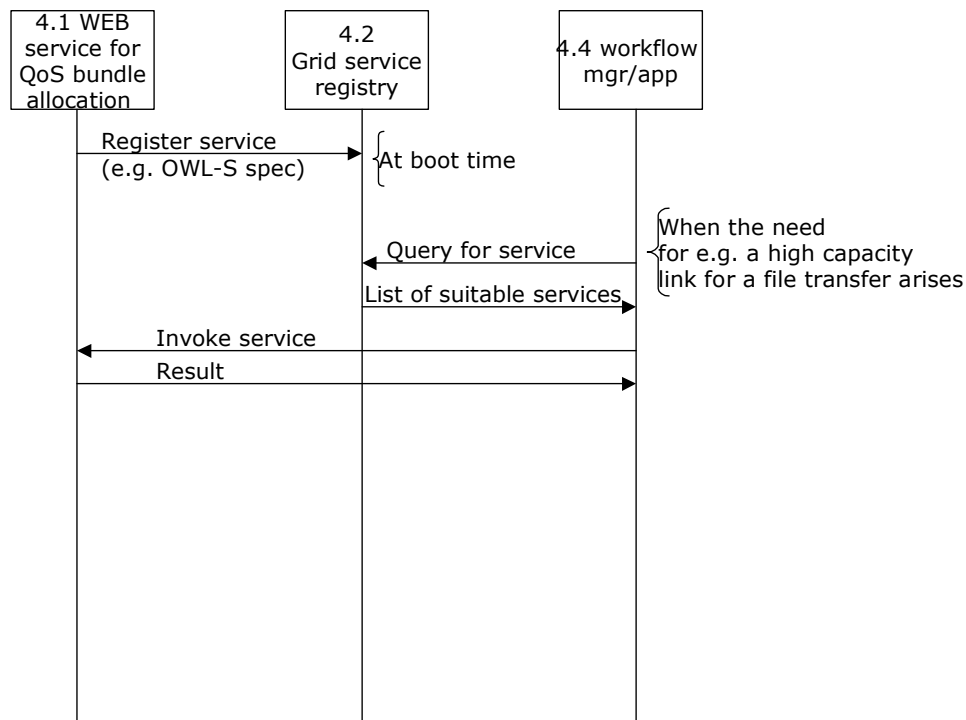 4.1 WEB
service for
QoS bundle
allocation
4.2
Grid service
registry
4.4 workflow
mgr/app
Register service
(e.g. OWL-S spec)
At boot time
When the need
for e.g. a high capacity
link for a file transfer arises
Query for service
List of suitable services
Invoke service
Result